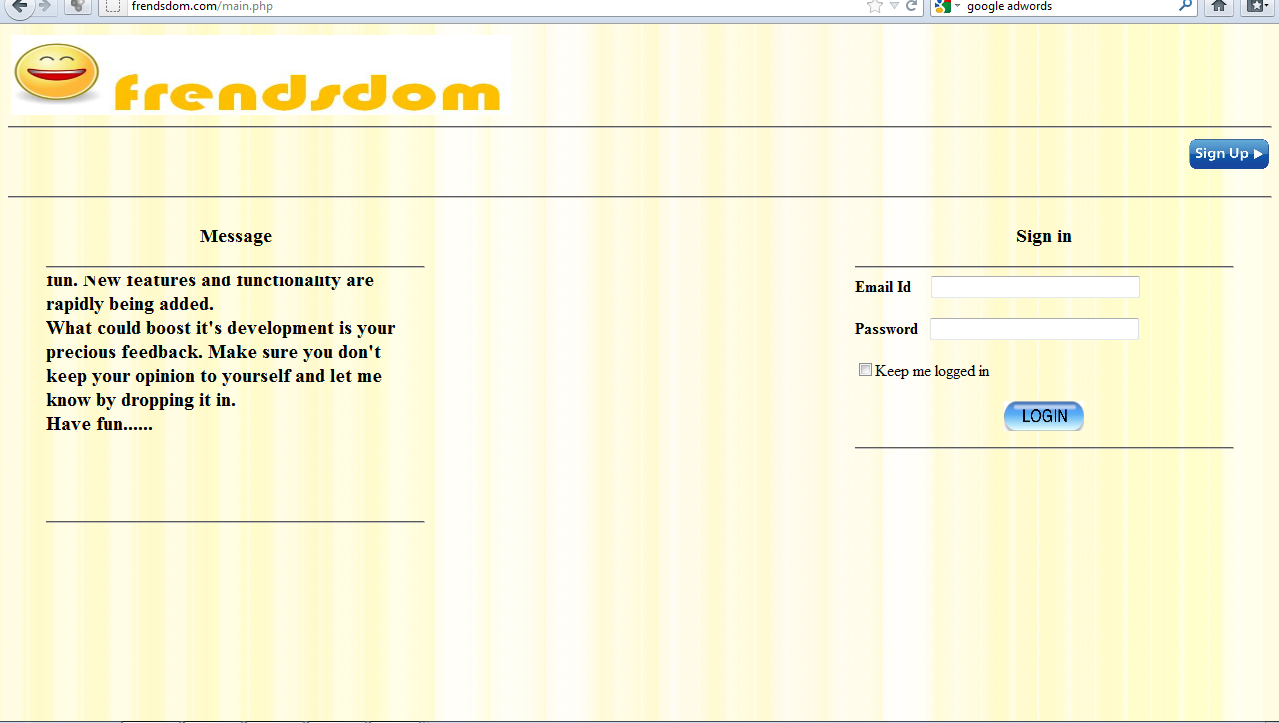 frendsdom.com/main.php
google adwords
frendsdom
Sign Up
Message
fun. New features and functionality are
rapidly being added.
What could boost it's development is your
precious feedback. Make sure you don't
keep your opinion to yourself and let me
know by dropping it in.
Have fun......
Sign in
Email Id
Password
Keep me logged in
LOGIN